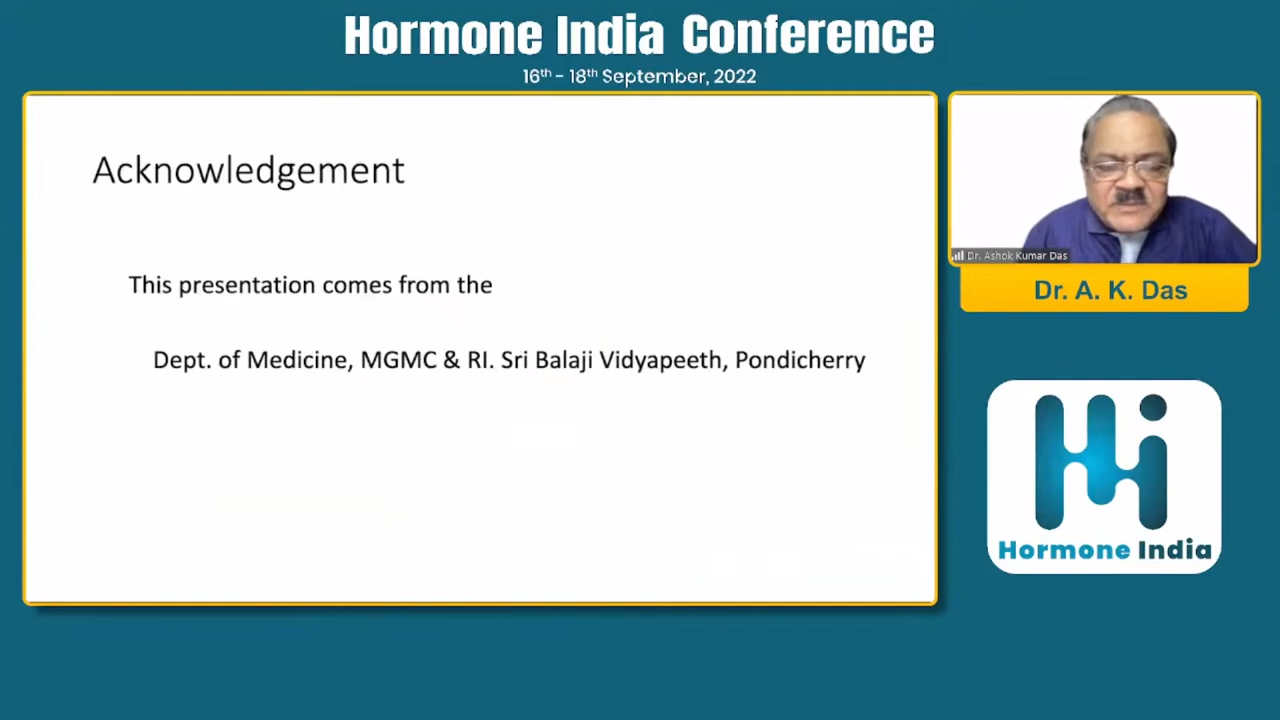 Hormone India Conference
16th - 18th September, 2022
Acknowledgement
This presentation comes from the
Dept. of Medicine, MGMC & RI. Sri Balaji Vidyapeeth, Pondicherry
Dr. Ashok Kumar Das
Dr. A. K. Das
Hi
Hormone India